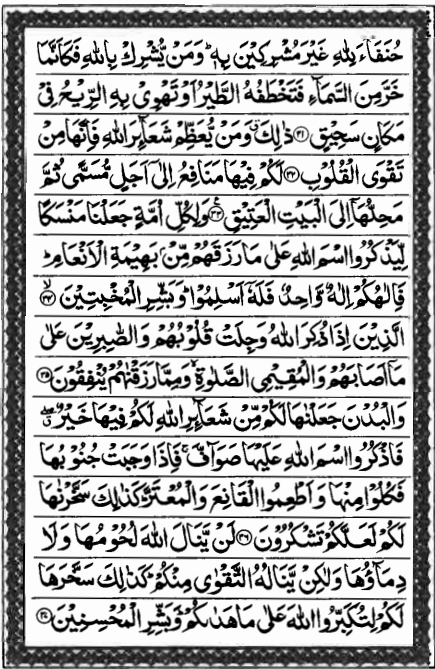 حُنَفَآءَ لِلّٰهِ غَيْرَ مُشْرِكِيْنَ بِهٖ ؕ وَمَنْ يُّشْرِكْ بِاللّٰهِ فَكَاَنَّمَا
خَرَّ مِنَ السَّمَآءِ فَتَخْطَفُهُ الطَّيْرُ اَوْ تَهْوِىْ بِهِ الرِّيْحُ فِىْ
مَكَانٍ سَحِيْقٍ ۝۳۱ ذٰلِكَ ۗ وَمَنْ يُّعَظِّمْ شَعَآئِرَ اللّٰهِ فَاِنَّهَا مِنْ
تَقْوَى الْقُلُوْبِ ۝۳۲ لَكُمْ فِيْهَا مَنَافِعُ اِلٰٓى اَجَلٍ مُّسَمًّى ثُمَّ
مَحِلُّهَاۤ اِلَى الْبَيْتِ الْعَتِيْقِ ۝۳۳ وَلِكُلِّ اُمَّةٍ جَعَلْنَا مَنْسَكًا
لِّيَذْكُرُوا اسْمَ اللّٰهِ عَلٰى مَا رَزَقَهُمْ مِّنْۢ بَهِيْمَةِ الْاَنْعَامِ ؕ
فَاِلٰهُكُمْ اِلٰهٌ وَّاحِدٌ فَلَهٗۤ اَسْلِمُوْا ؕ وَبَشِّرِ الْمُخْبِتِيْنَ ۝۳۴
الَّذِيْنَ اِذَا ذُكِرَ اللّٰهُ وَجِلَتْ قُلُوْبُهُمْ وَالصّٰبِرِيْنَ عَلٰى
مَاۤ اَصَابَهُمْ وَالْمُقِيْمِى الصَّلٰوةِ ۙ وَمِمَّا رَزَقْنٰهُمْ يُنْفِقُوْنَ ۝۳۵
وَالْبُدْنَ جَعَلْنٰهَا لَكُمْ مِّنْ شَعَآئِرِ اللّٰهِ لَكُمْ فِيْهَا خَيْرٌ ۖ
فَاذْكُرُوا اسْمَ اللّٰهِ عَلَيْهَا صَوَآفَّ ۚ فَاِذَا وَجَبَتْ جُنُوْبُهَا
فَكُلُوْا مِنْهَا وَاَطْعِمُوا الْقَانِعَ وَالْمُعْتَرَّ ؕ كَذٰلِكَ سَخَّرْنٰهَا
لَكُمْ لَعَلَّكُمْ تَشْكُرُوْنَ ۝۳۶ لَنْ يَّنَالَ اللّٰهَ لُحُوْمُهَا وَلَا
دِمَآؤُهَا وَلٰكِنْ يَّنَالُهُ التَّقْوٰى مِنْكُمْ ؕ كَذٰلِكَ سَخَّرَهَا
لَكُمْ لِتُكَبِّرُوا اللّٰهَ عَلٰى مَا هَدٰىكُمْ ؕ وَبَشِّرِ الْمُحْسِنِيْنَ ۝۳۷